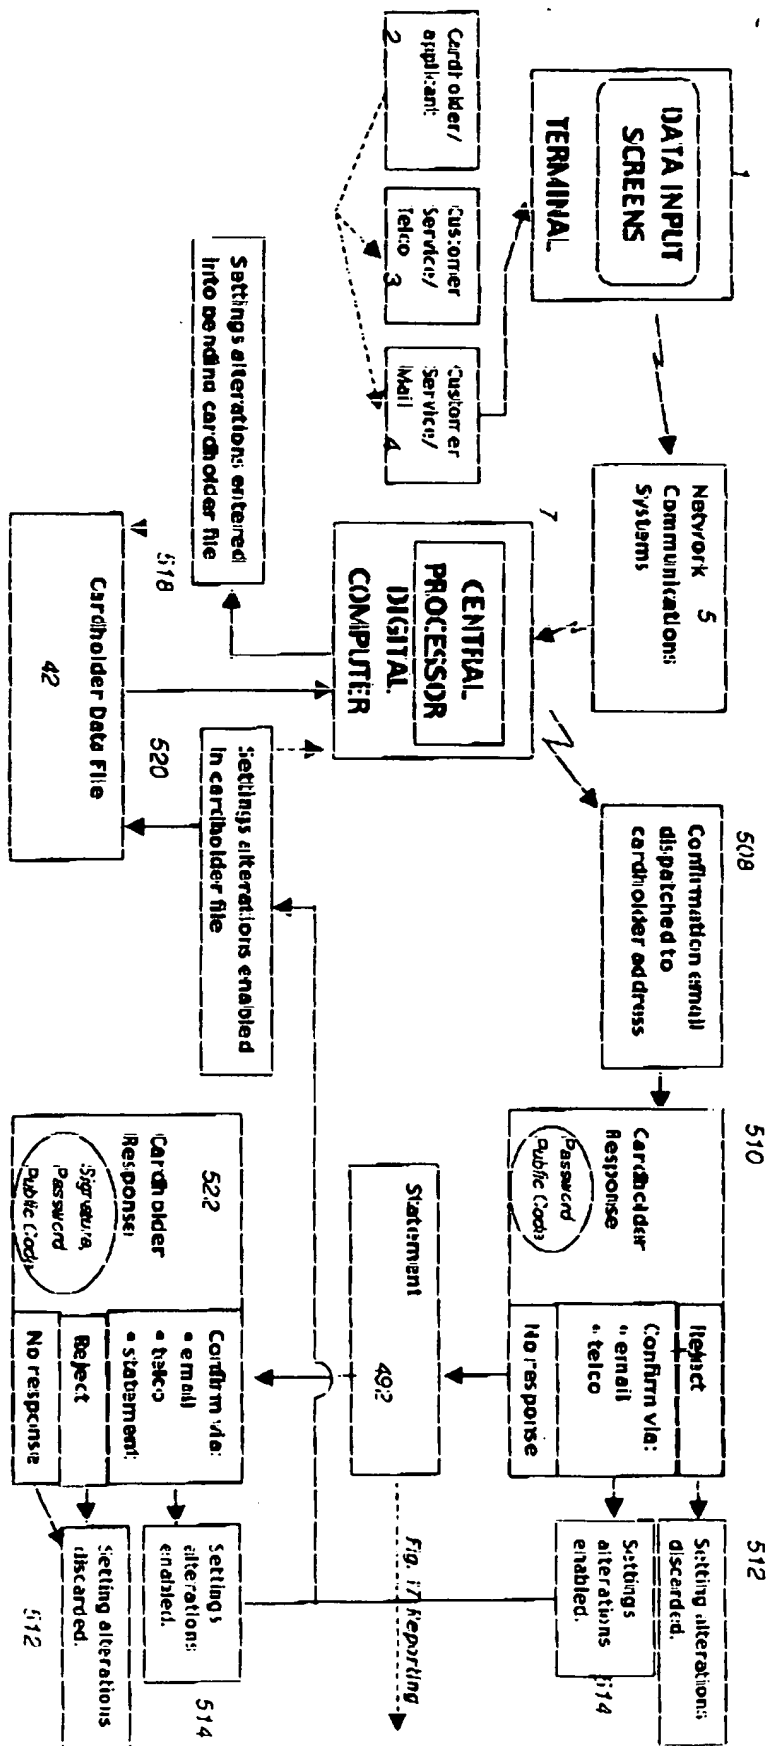 1
DATA INPUT
SCREENS
TERMINAL
Cardholder/
applicant
2
Customer
Service/
Telco 3
Customer
Service/
Mail 4
Network
Communications
Systems
5
7
CENTRAL
PROCESSOR
DIGITAL
COMPUTER
Settings alterations entered
into pending cardholder file
518
Cardholder Data File
42
520
Settings alterations enabled
in cardholder file
508
Confirmation email
dispatched to
cardholder address
510
Cardholder
Response
Password
Public Code
Reject
Confirm via:
• email
• telco
No response
512
Setting alterations
discarded.
Settings
alterations
enabled.
514
Statement
492
Fig. 17 Reporting
522
Cardholder
Response
Signature,
Password
Public Code
Confirm via:
• email
• telco
• statement
Reject
No response
Settings
alterations
enabled.
514
Setting alterations
discarded.
512